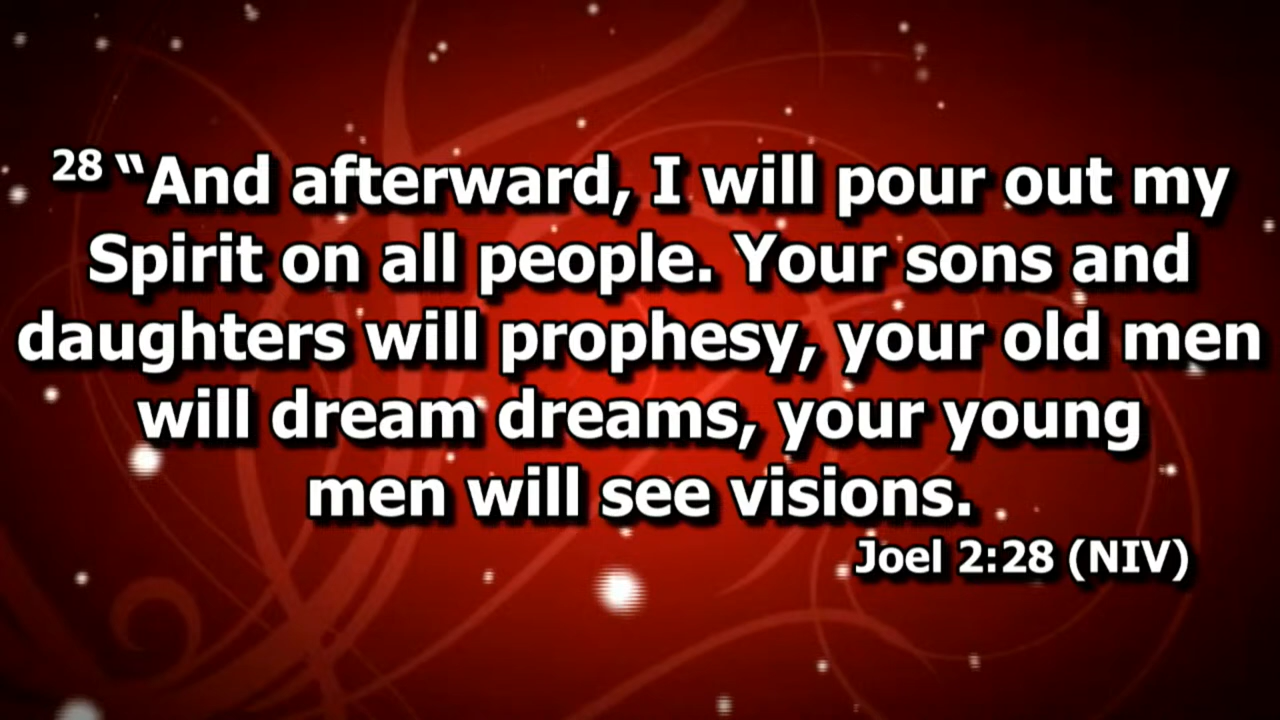 28 “And afterward, I will pour out my
Spirit on all people. Your sons and
daughters will prophesy, your old men
will dream dreams, your young
men will see visions.
Joel 2:28 (NIV)